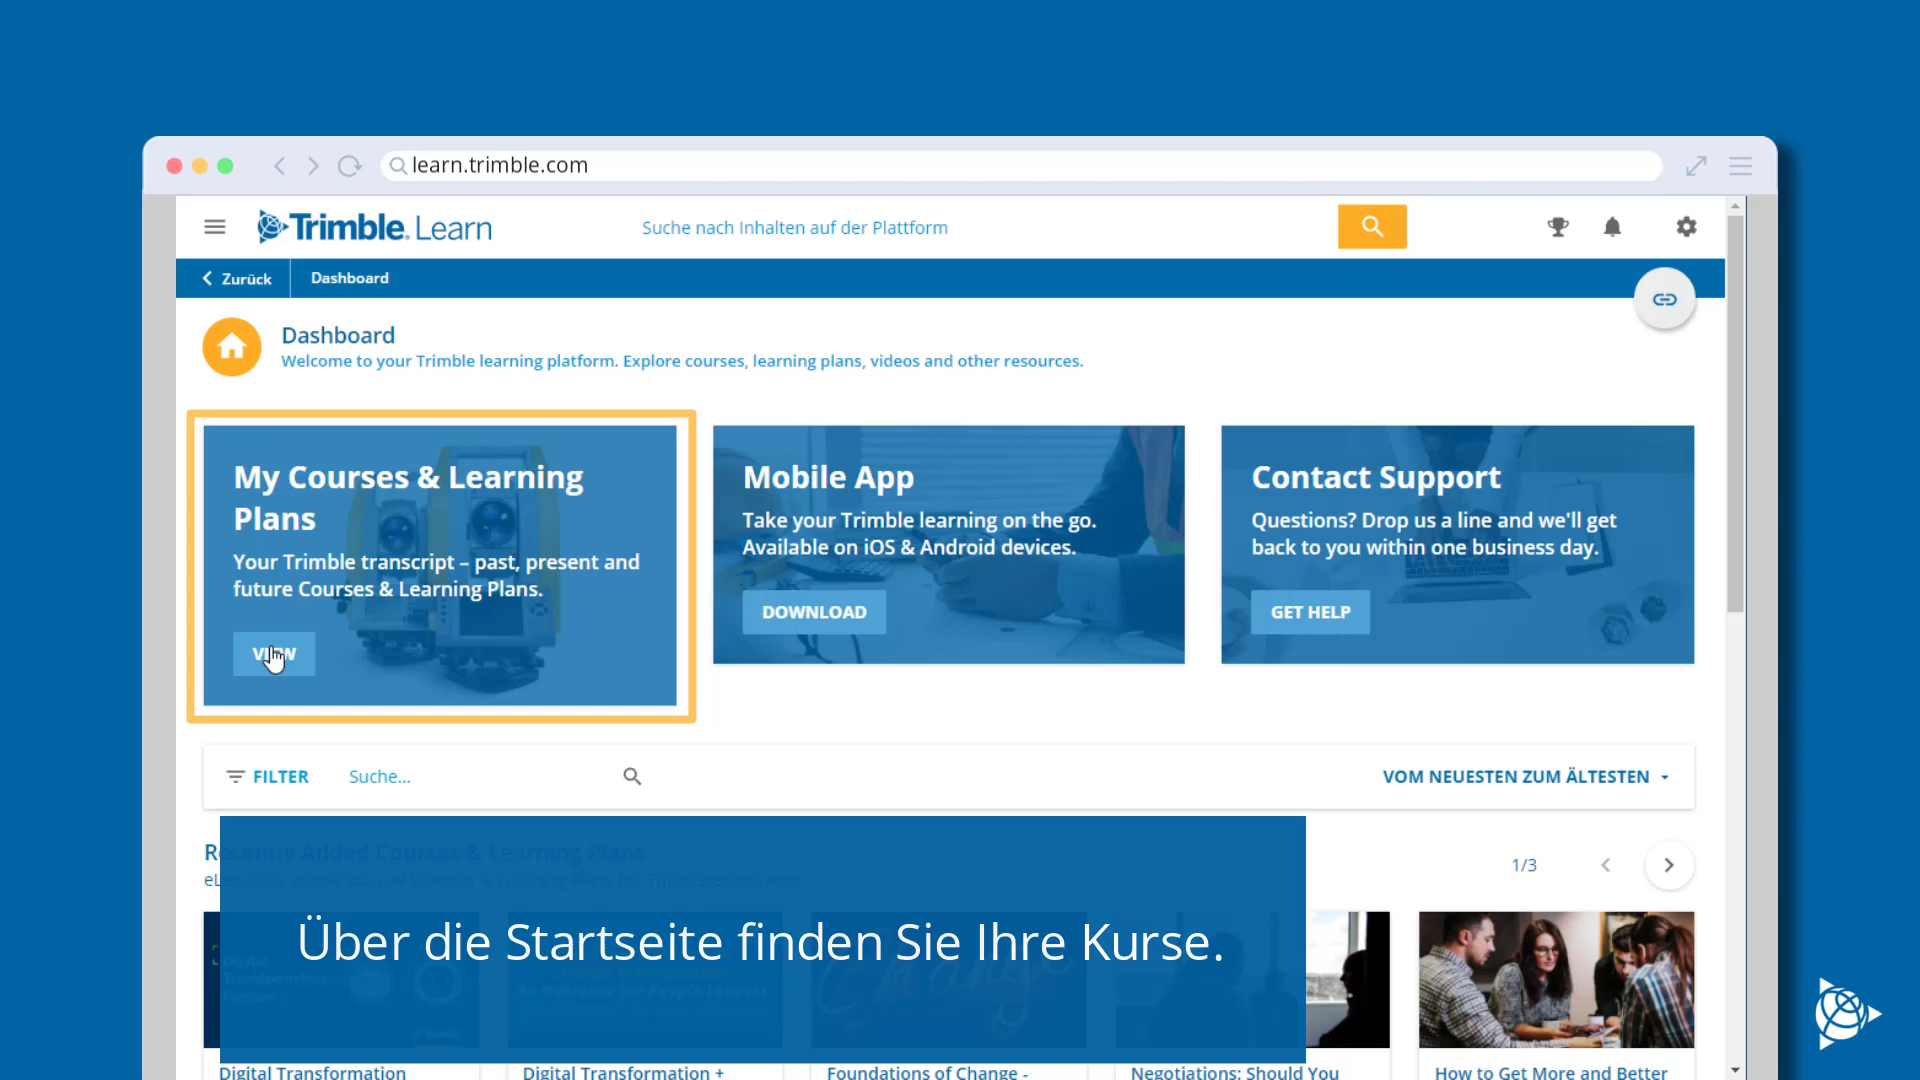 learn.trimble.com
Trimble. Learn
Suche nach Inhalten auf der Plattform
Zurück
Dashboard
Dashboard
Welcome to your Trimble learning platform. Explore courses, learning plans, videos and other resources.
My Courses & Learning
Plans
Your Trimble transcript – past, present and
future Courses & Learning Plans.
VIEW
Mobile App
Take your Trimble learning on the go.
Available on iOS & Android devices.
DOWNLOAD
Contact Support
Questions? Drop us a line and we'll get
back to you within one business day.
GET HELP
FILTER
Suche...
VOM NEUESTEN ZUM ÄLTESTEN
Recently Added Courses & Learning Plans
1/3
Über die Startseite finden Sie Ihre Kurse.
Digital Transformation
Digital Transformation +
Foundations of Change -
Negotiations: Should You
How to Get More and Better